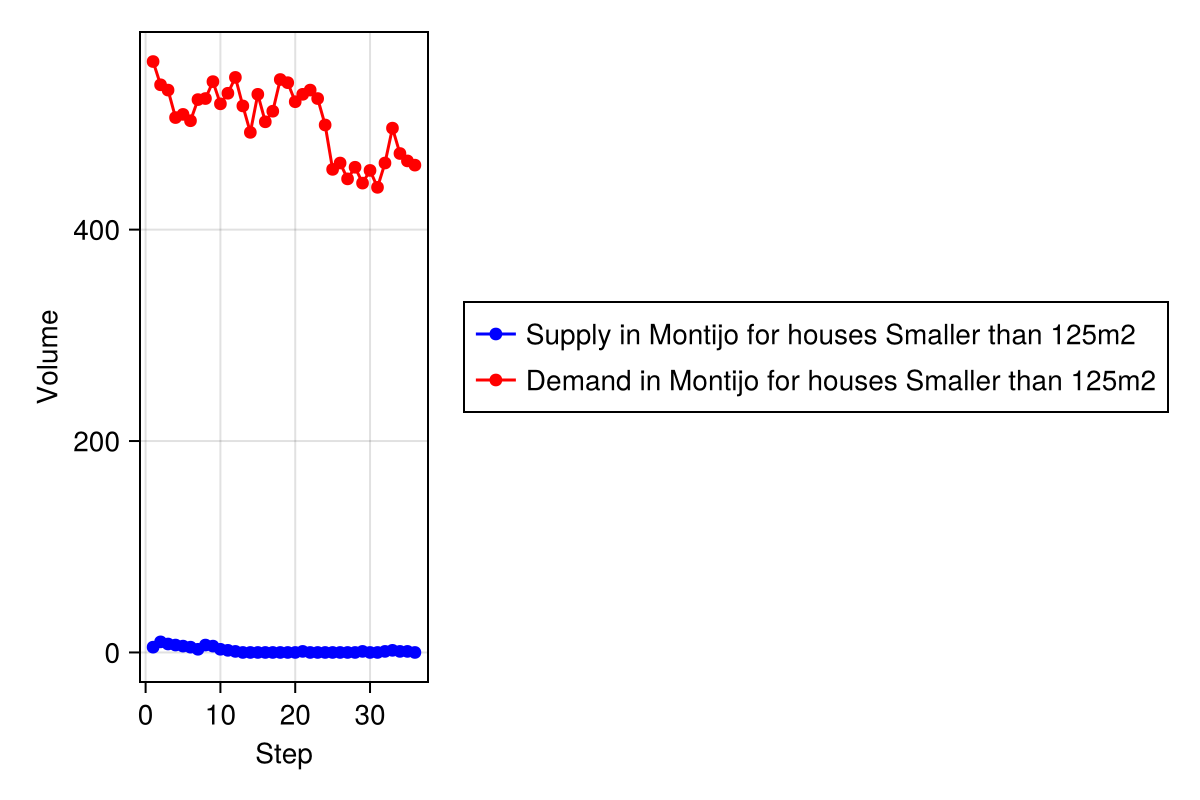 Volume
400
200
0
0 10 20 30
Step
Supply in Montijo for houses Smaller than 125m2
Demand in Montijo for houses Smaller than 125m2